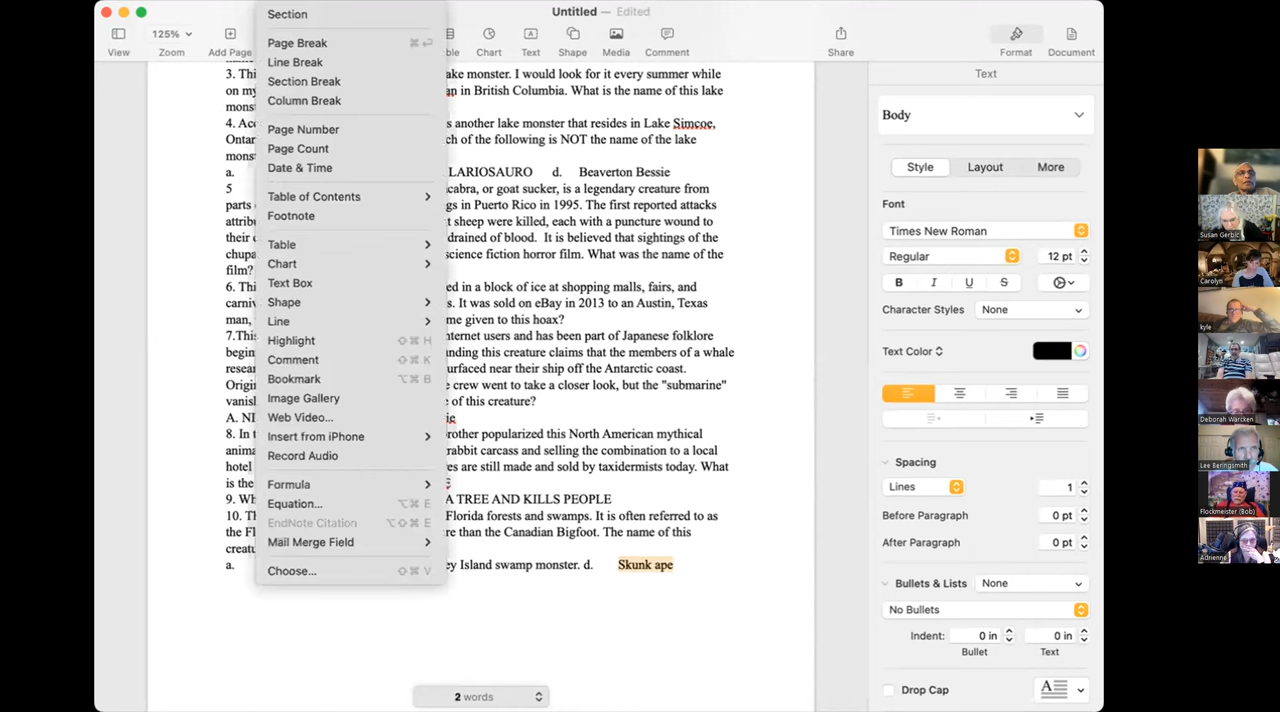 Untitled — Edited
View
125%
Zoom
Add Page
Chart
Text
Shape
Media
Comment
Share
Format
Document
Section
Page Break ⌘ ⏎
Line Break
Section Break
Column Break
Page Number
Page Count
Date & Time
Table of Contents
Footnote
Table
Chart
Text Box
Shape
Line
Highlight ⇧ ⌘ H
Comment ⇧ ⌘ K
Bookmark ⌥ ⌘ B
Image Gallery
Web Video...
Insert from iPhone
Record Audio
Formula
Equation... ⌥ ⌘ E
EndNote Citation ⌥ ⇧ ⌘ E
Mail Merge Field
Choose... ⇧ ⌘ V
3. Thi ake monster. I would look for it every summer while
on my an in British Columbia. What is the name of this lake
mons
4. Acc s another lake monster that resides in Lake Simcoe,
Ontar ch of the following is NOT the name of the lake
mons
a. LARIOSAURO d. Beaverton Bessie
5 cabra, or goat sucker, is a legendary creature from
parts gs in Puerto Rico in 1995. The first reported attacks
attrib t sheep were killed, each with a puncture wound to
their drained of blood. It is believed that sightings of the
chupa science fiction horror film. What was the name of the
film?
6. Thi ed in a block of ice at shopping malls, fairs, and
carniv s. It was sold on eBay in 2013 to an Austin, Texas
man, me given to this hoax?
7.This nternet users and has been part of Japanese folklore
begin nding this creature claims that the members of a whale
resea urfaced near their ship off the Antarctic coast.
Origin e crew went to take a closer look, but the "submarine"
vanis e of this creature?
A. NI ie
8. In t rother popularized this North American mythical
anima rabbit carcass and selling the combination to a local
hotel res are still made and sold by taxidermists today. What
is the E
9. Wh A TREE AND KILLS PEOPLE
10. Th Florida forests and swamps. It is often referred to as
the Fl re than the Canadian Bigfoot. The name of this
creatu
a. ey Island swamp monster. d. Skunk ape
2 words
Text
Body
Style Layout More
Font
Times New Roman
Regular 12 pt
B I U S
Character Styles None
Text Color
Spacing
Lines 1
Before Paragraph 0 pt
After Paragraph 0 pt
Bullets & Lists None
No Bullets
Indent: 0 in 0 in
Bullet Text
Drop Cap
Susan Gerbic
Carolyn
kyle
Deborah Warcken
Lee Beringsmith
Flockmeister (Bob)
Adrienne